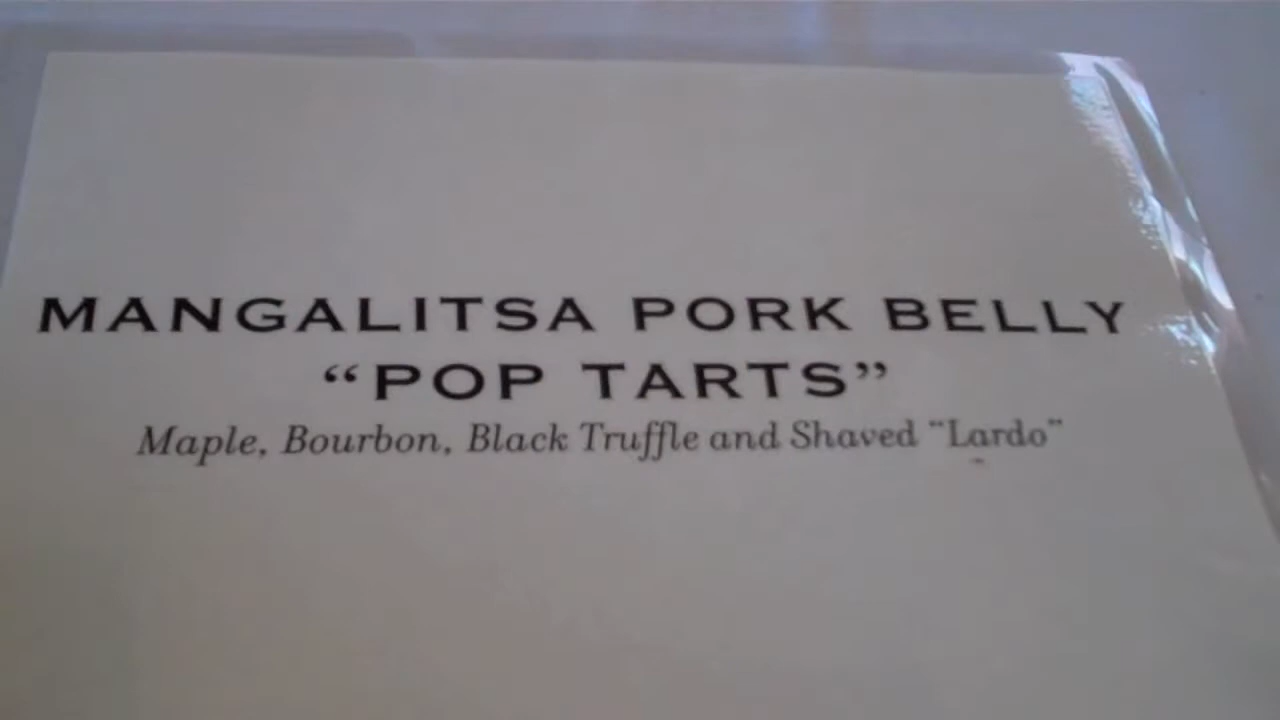 MANGALITSA PORK BELLY
“POP TARTS”
Maple, Bourbon, Black Truffle and Shaved "Lardo"